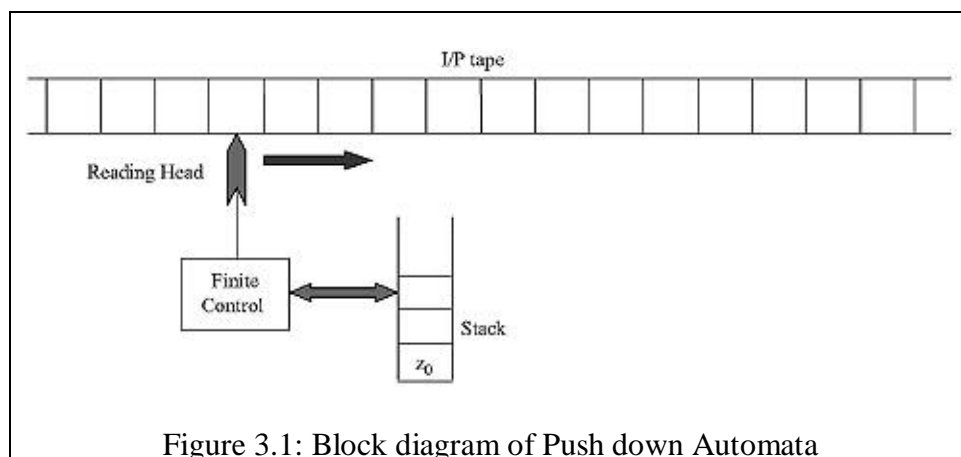 I/P tape
Reading Head
Finite
Control
Stack
z₀
Figure 3.1: Block diagram of Push down Automata